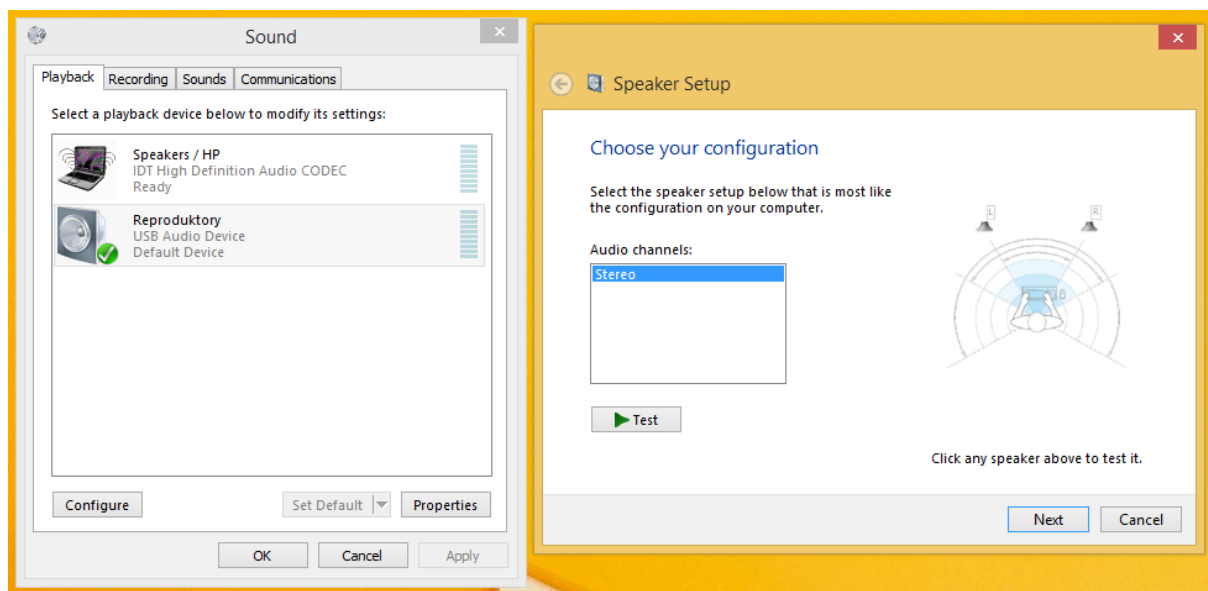 Sound
Playback
Recording
Sounds
Communications
Select a playback device below to modify its settings:
Speakers / HP
IDT High Definition Audio CODEC
Ready
Reproduktory
USB Audio Device
Default Device
Configure
Set Default
Properties
OK
Cancel
Apply
Speaker Setup
Choose your configuration
Select the speaker setup below that is most like
the configuration on your computer.
Audio channels:
Stereo
Test
L
R
Click any speaker above to test it.
Next
Cancel